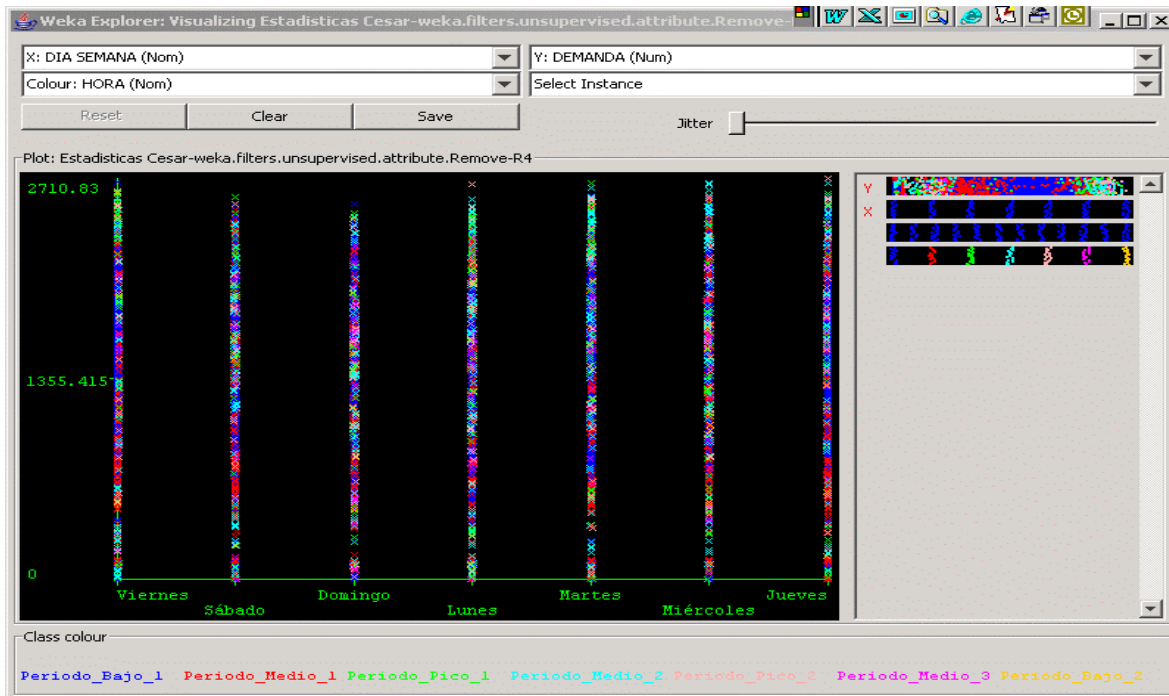 Weka Explorer: Visualizing Estadisticas Cesar-weka.filters.unsupervised.attribute.Remove-
X: DIA SEMANA (Nom)
Y: DEMANDA (Num)
Colour: HORA (Nom)
Select Instance
Reset
Clear
Save
Jitter
Plot: Estadisticas Cesar-weka.filters.unsupervised.attribute.Remove-R4
2710.83
1355.415
0
Viernes
Sábado
Domingo
Lunes
Martes
Miércoles
Jueves
Y
X
Class colour
Periodo_Bajo_1 Periodo_Medio_1 Periodo_Pico_1 Periodo_Medio_2 Periodo_Pico_2 Periodo_Medio_3 Periodo_Bajo_2